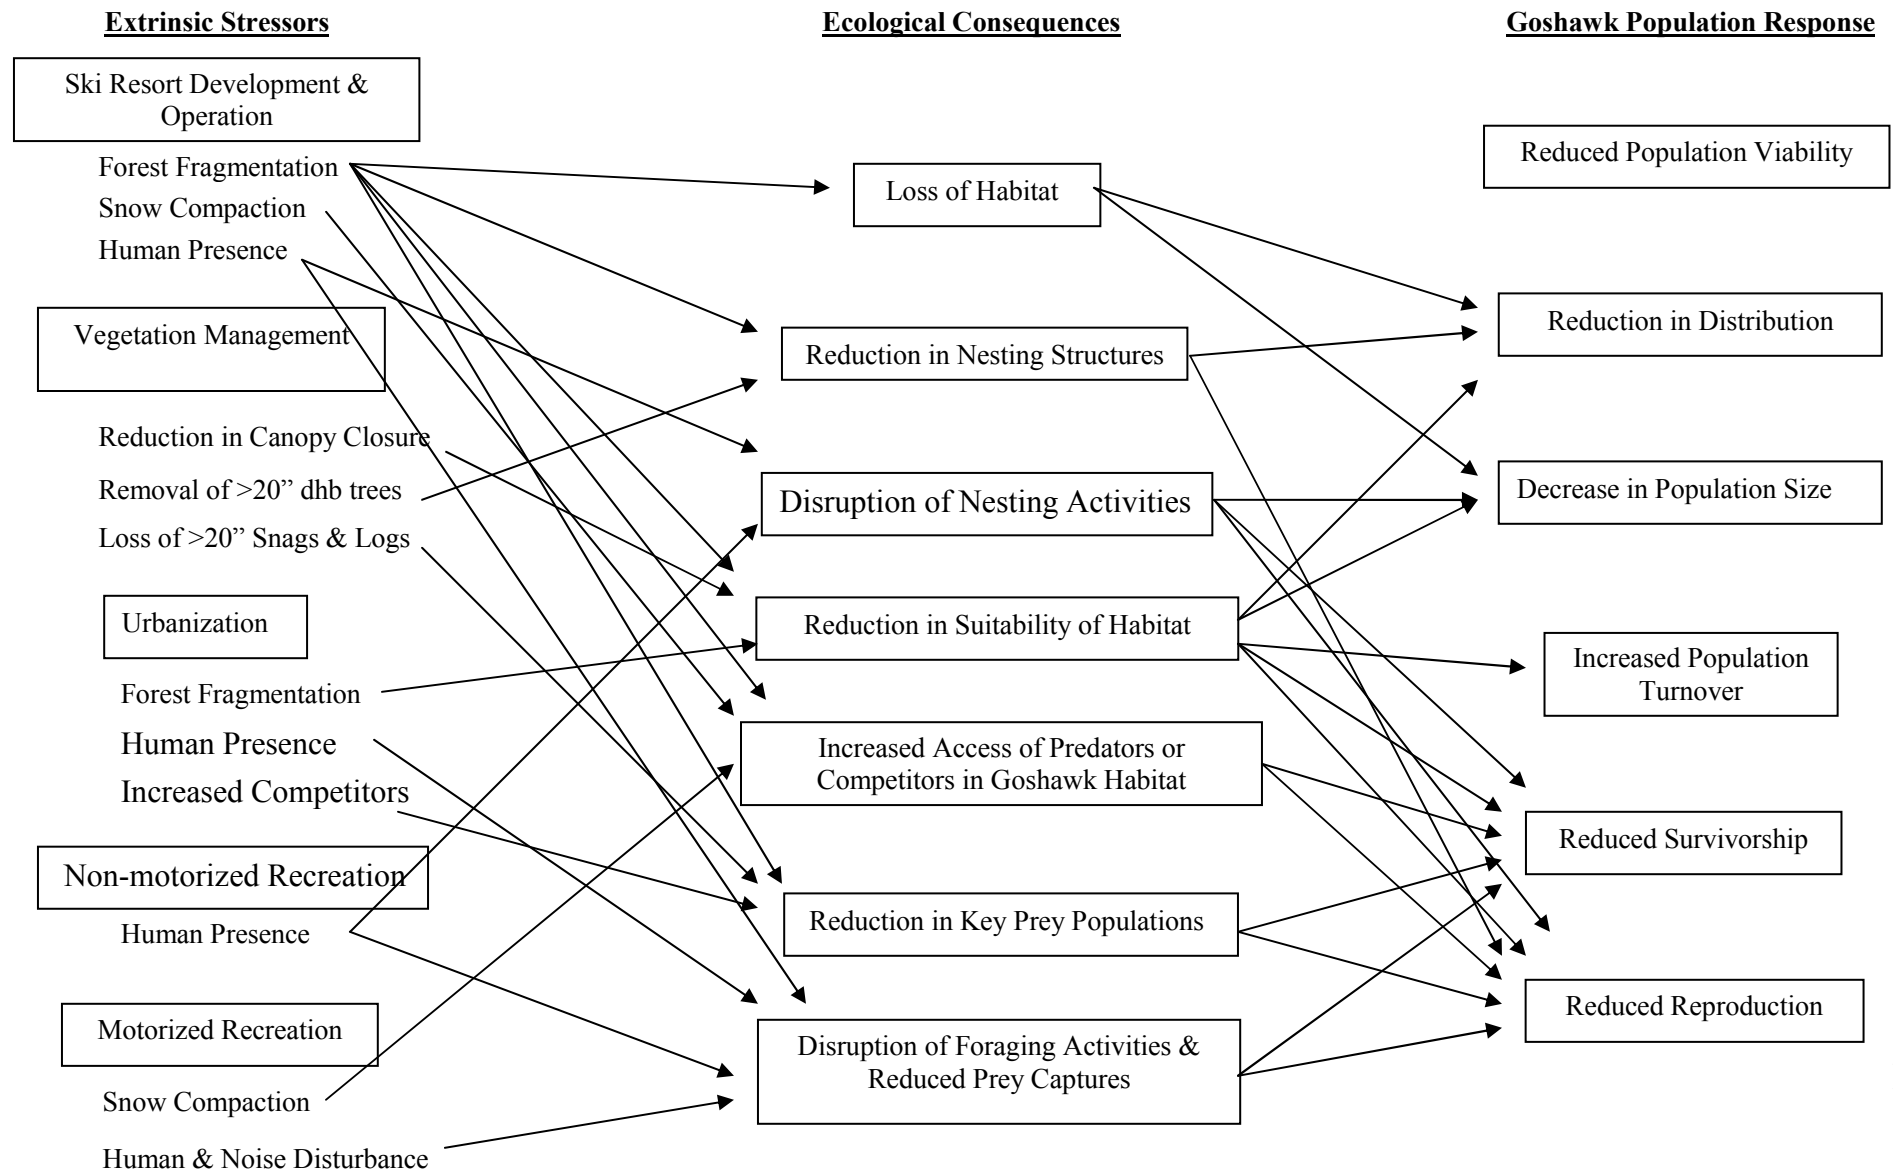 Extrinsic Stressors
Ski Resort Development &
Operation
Forest Fragmentation
Snow Compaction
Human Presence
Vegetation Management
Reduction in Canopy Closure
Removal of >20” dhb trees
Loss of >20” Snags & Logs
Urbanization
Forest Fragmentation
Human Presence
Increased Competitors
Non-motorized Recreation
Human Presence
Motorized Recreation
Snow Compaction
Human & Noise Disturbance
Ecological Consequences
Loss of Habitat
Reduction in Nesting Structures
Disruption of Nesting Activities
Reduction in Suitability of Habitat
Increased Access of Predators or
Competitors in Goshawk Habitat
Reduction in Key Prey Populations
Disruption of Foraging Activities &
Reduced Prey Captures
Goshawk Population Response
Reduced Population Viability
Reduction in Distribution
Decrease in Population Size
Increased Population
Turnover
Reduced Survivorship
Reduced Reproduction